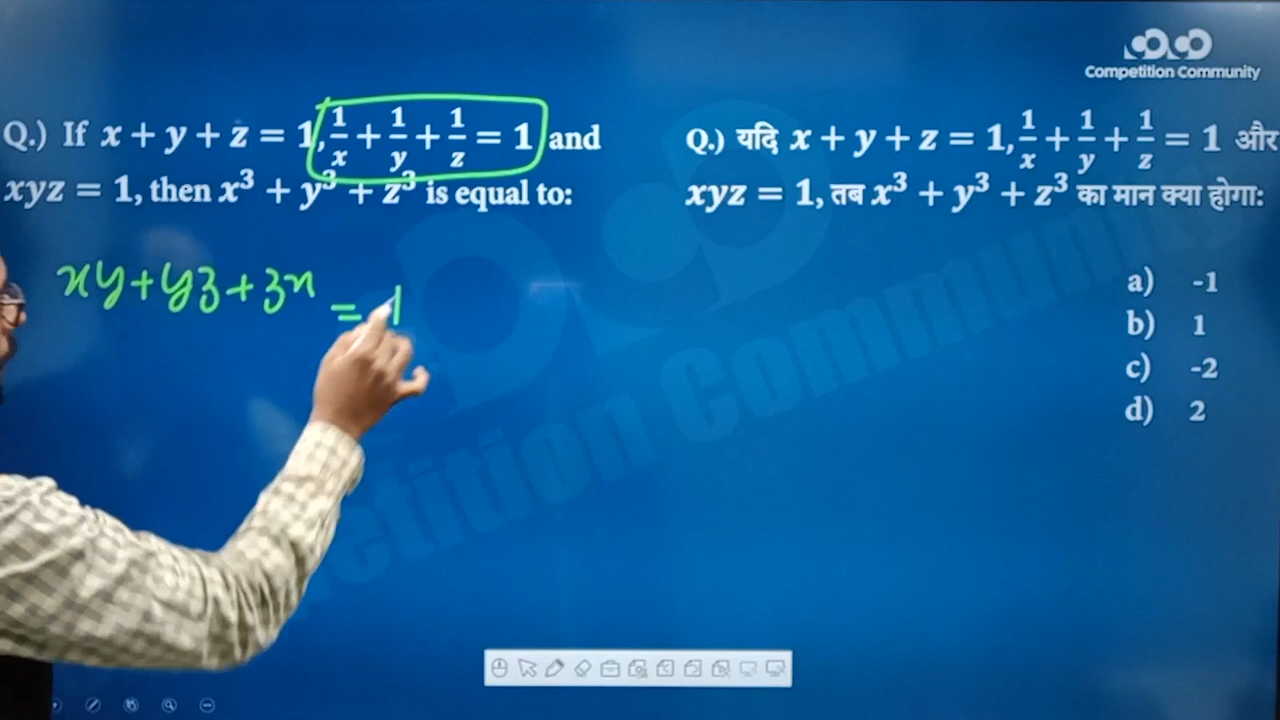 Competition Community
Q.) If x + y + z = 1, 1/x + 1/y + 1/z = 1 and
xyz = 1, then x³ + y³ + z³ is equal to:
xy + yz + zx = 1
Q.) यदि x + y + z = 1, 1/x + 1/y + 1/z = 1 और
xyz = 1, तब x³ + y³ + z³ का मान क्या होगा:
a) -1
b) 1
c) -2
d) 2
etition Community